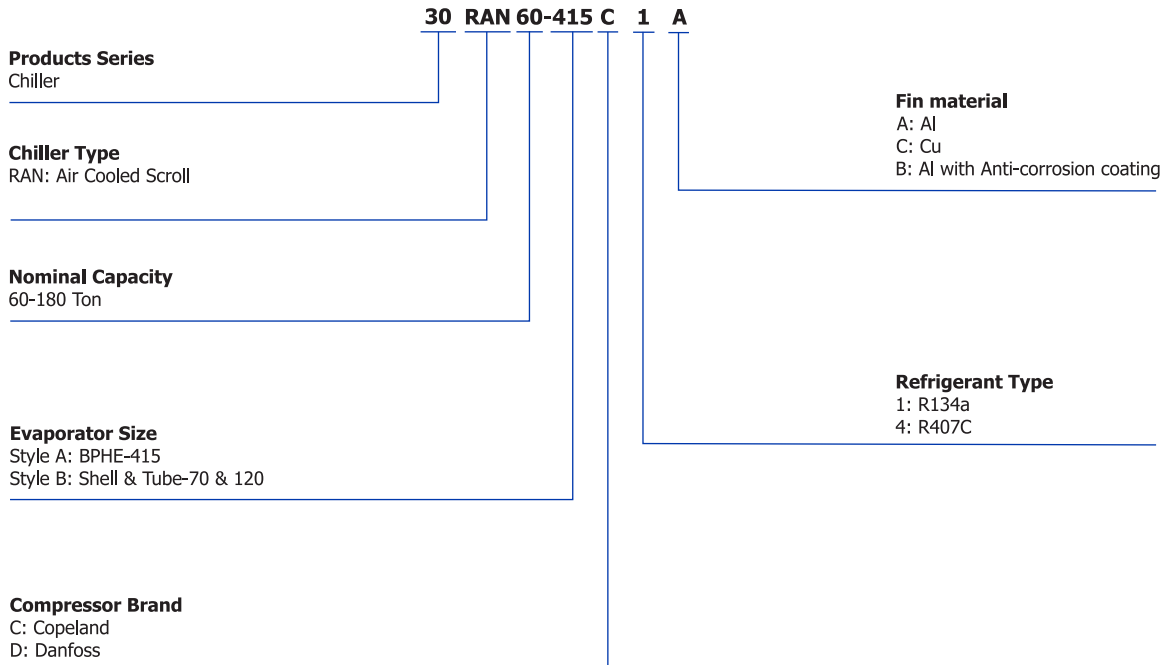 30 RAN 60-415 C 1 A
Products Series
Chiller
Chiller Type
RAN: Air Cooled Scroll
Nominal Capacity
60-180 Ton
Evaporator Size
Style A: BPHE-415
Style B: Shell & Tube-70 & 120
Compressor Brand
C: Copeland
D: Danfoss
Fin material
A: Al
C: Cu
B: Al with Anti-corrosion coating
Refrigerant Type
1: R134a
4: R407C